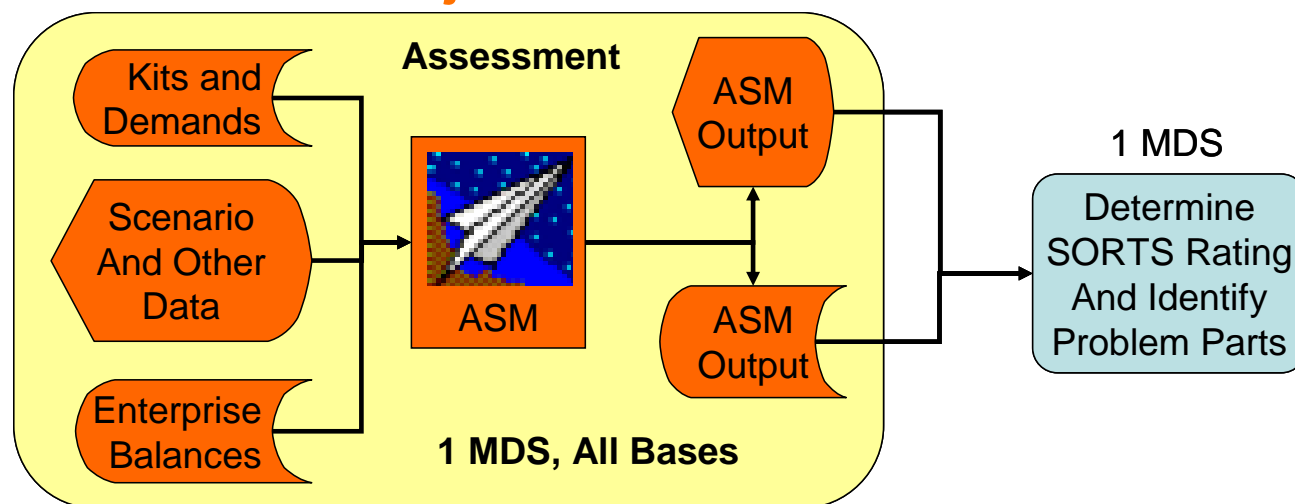 Assessment
Kits and
Demands
Scenario
And Other
Data
Enterprise
Balances
ASM
ASM
Output
ASM
Output
1 MDS, All Bases
1 MDS
Determine
SORTS Rating
And Identify
Problem Parts